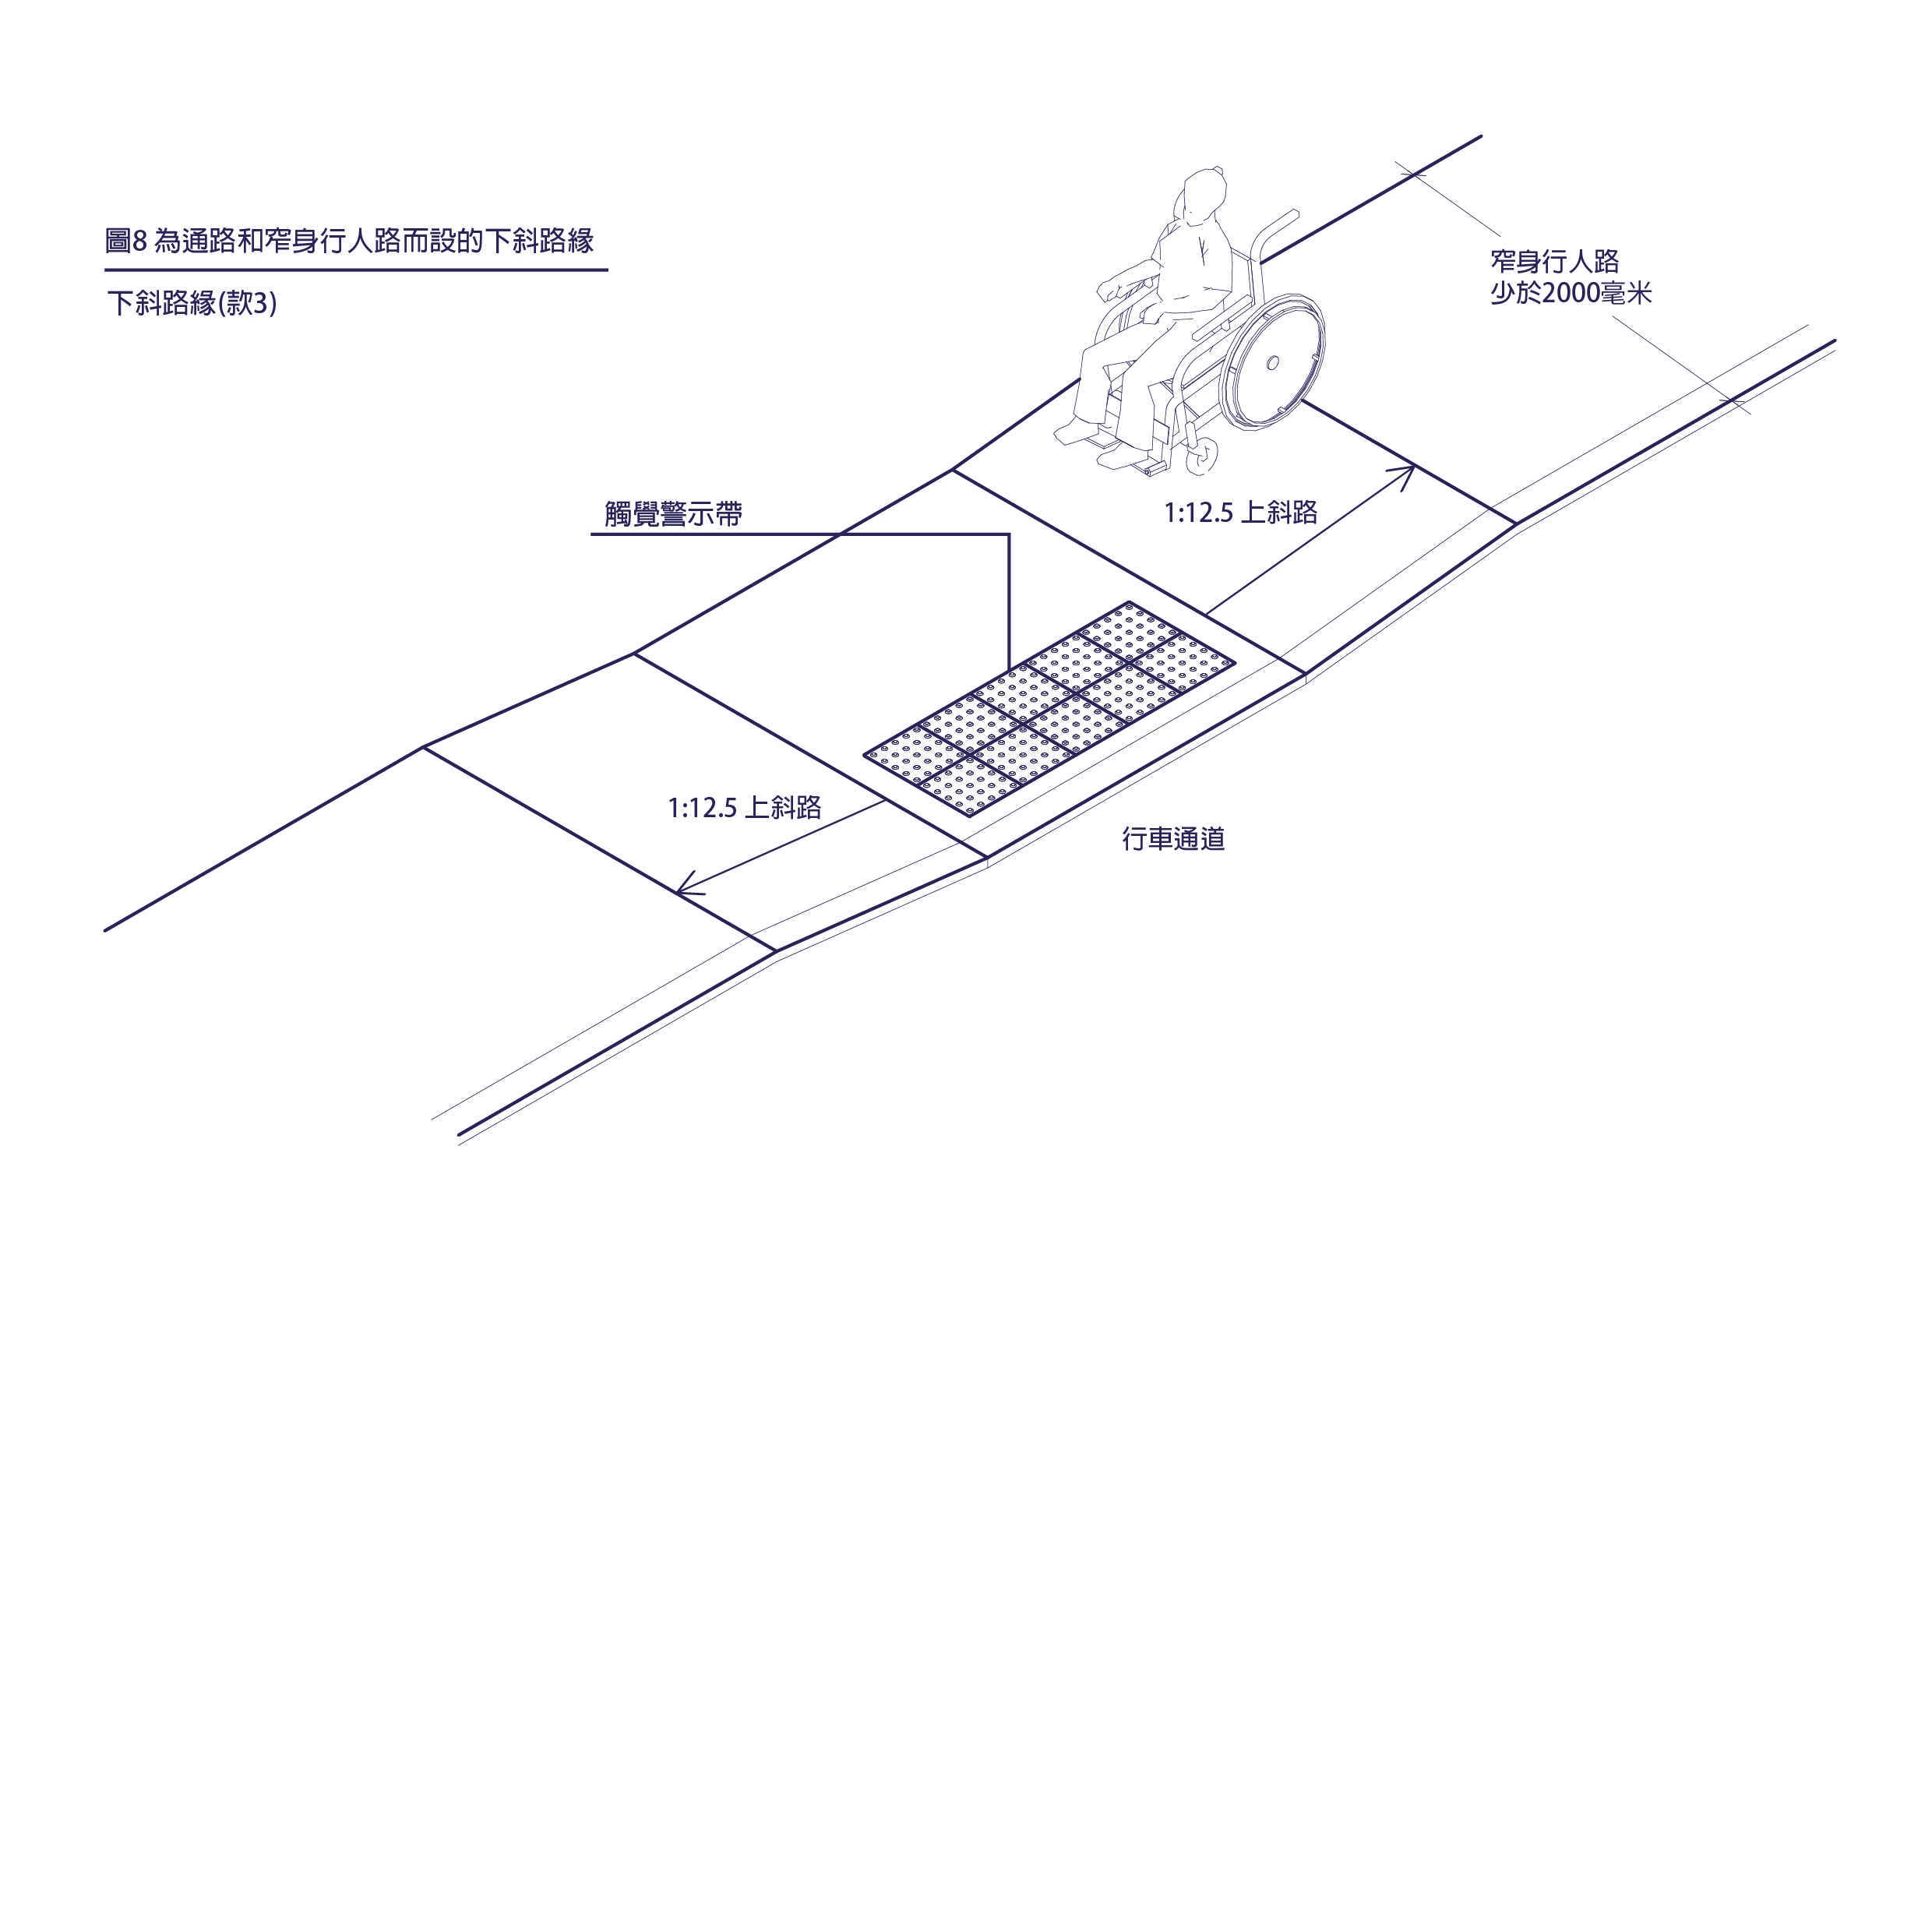 圖8 為通路和窄身行人路而設的下斜路緣
下斜路緣(款3)
窄身行人路
少於2000毫米
觸覺警示帶
1:12.5 上斜路
1:12.5 上斜路
行車通道